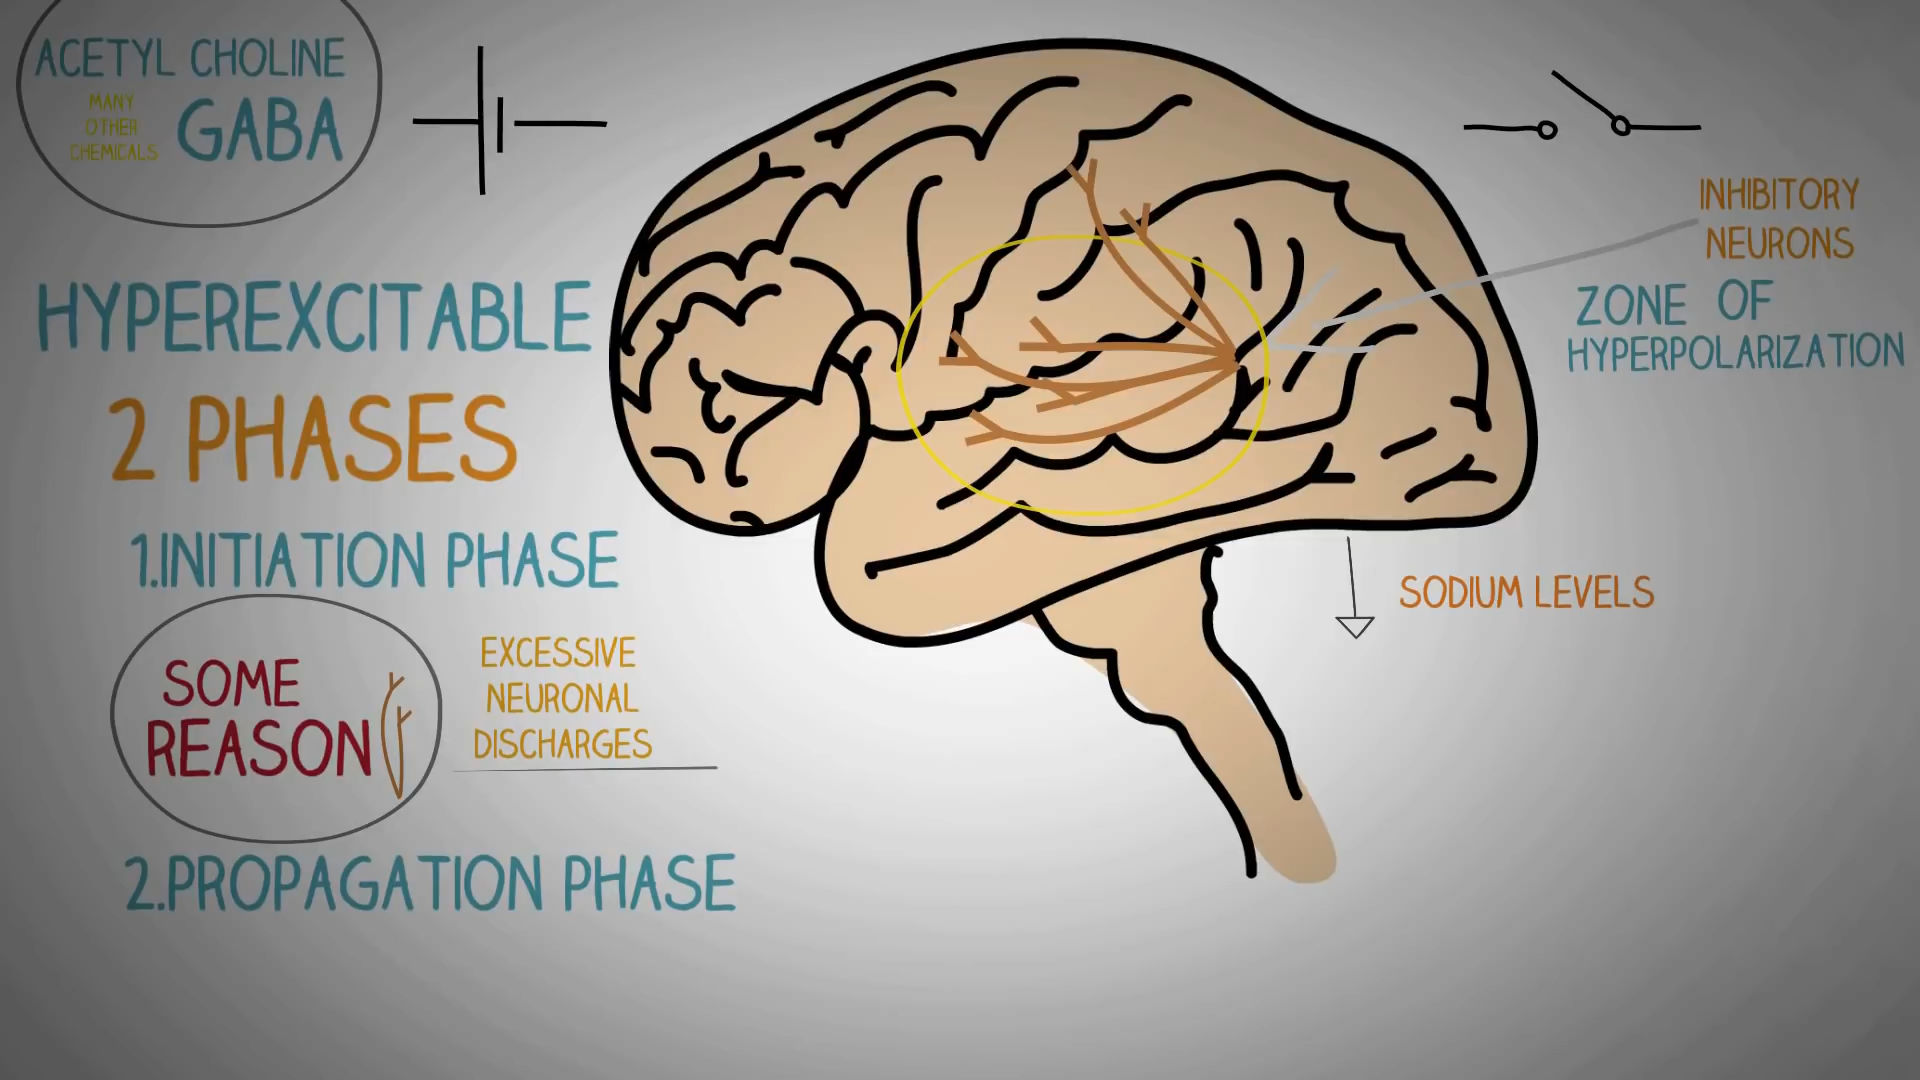 ACETYL CHOLINE
MANY
OTHER
CHEMICALS
GABA
HYPEREXCITABLE
2 PHASES
1.INITIATION PHASE
SOME
REASON
EXCESSIVE
NEURONAL
DISCHARGES
2.PROPAGATION PHASE
INHIBITORY
NEURONS
ZONE OF
HYPERPOLARIZATION
SODIUM LEVELS